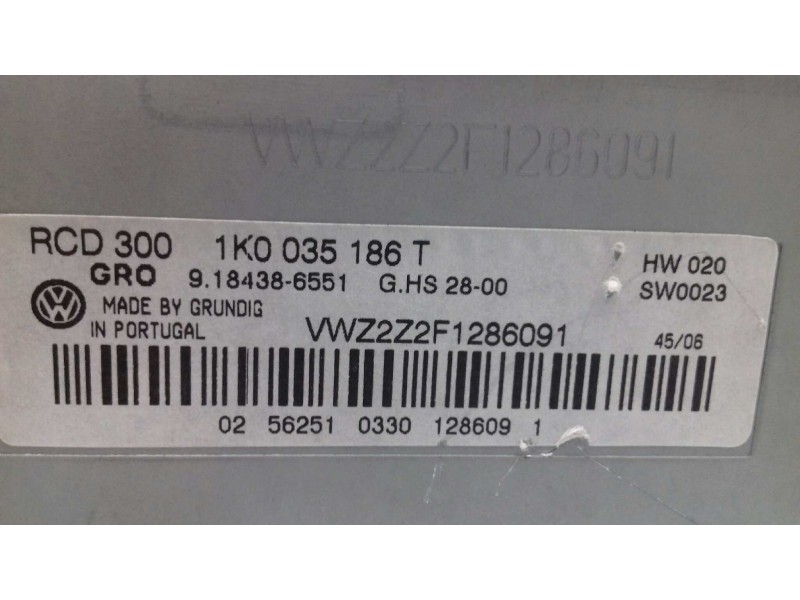 VWZ2Z2F1286091
RCD 300 1K0 035 186 T
GRO 9.18438-6551 G.HS 28-00
HW 020
SW0023
VW
MADE BY GRUNDIG
IN PORTUGAL
VWZ2Z2F1286091
45/06
02 56251 0330 128609 1